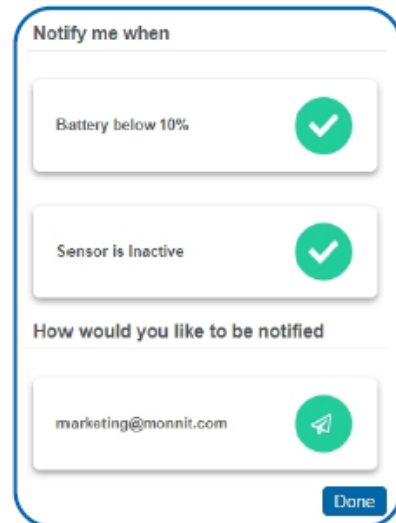 Notify me when
Battery below 10%
Sensor is Inactive
How would you like to be notified
marketing@monnit.com
Done